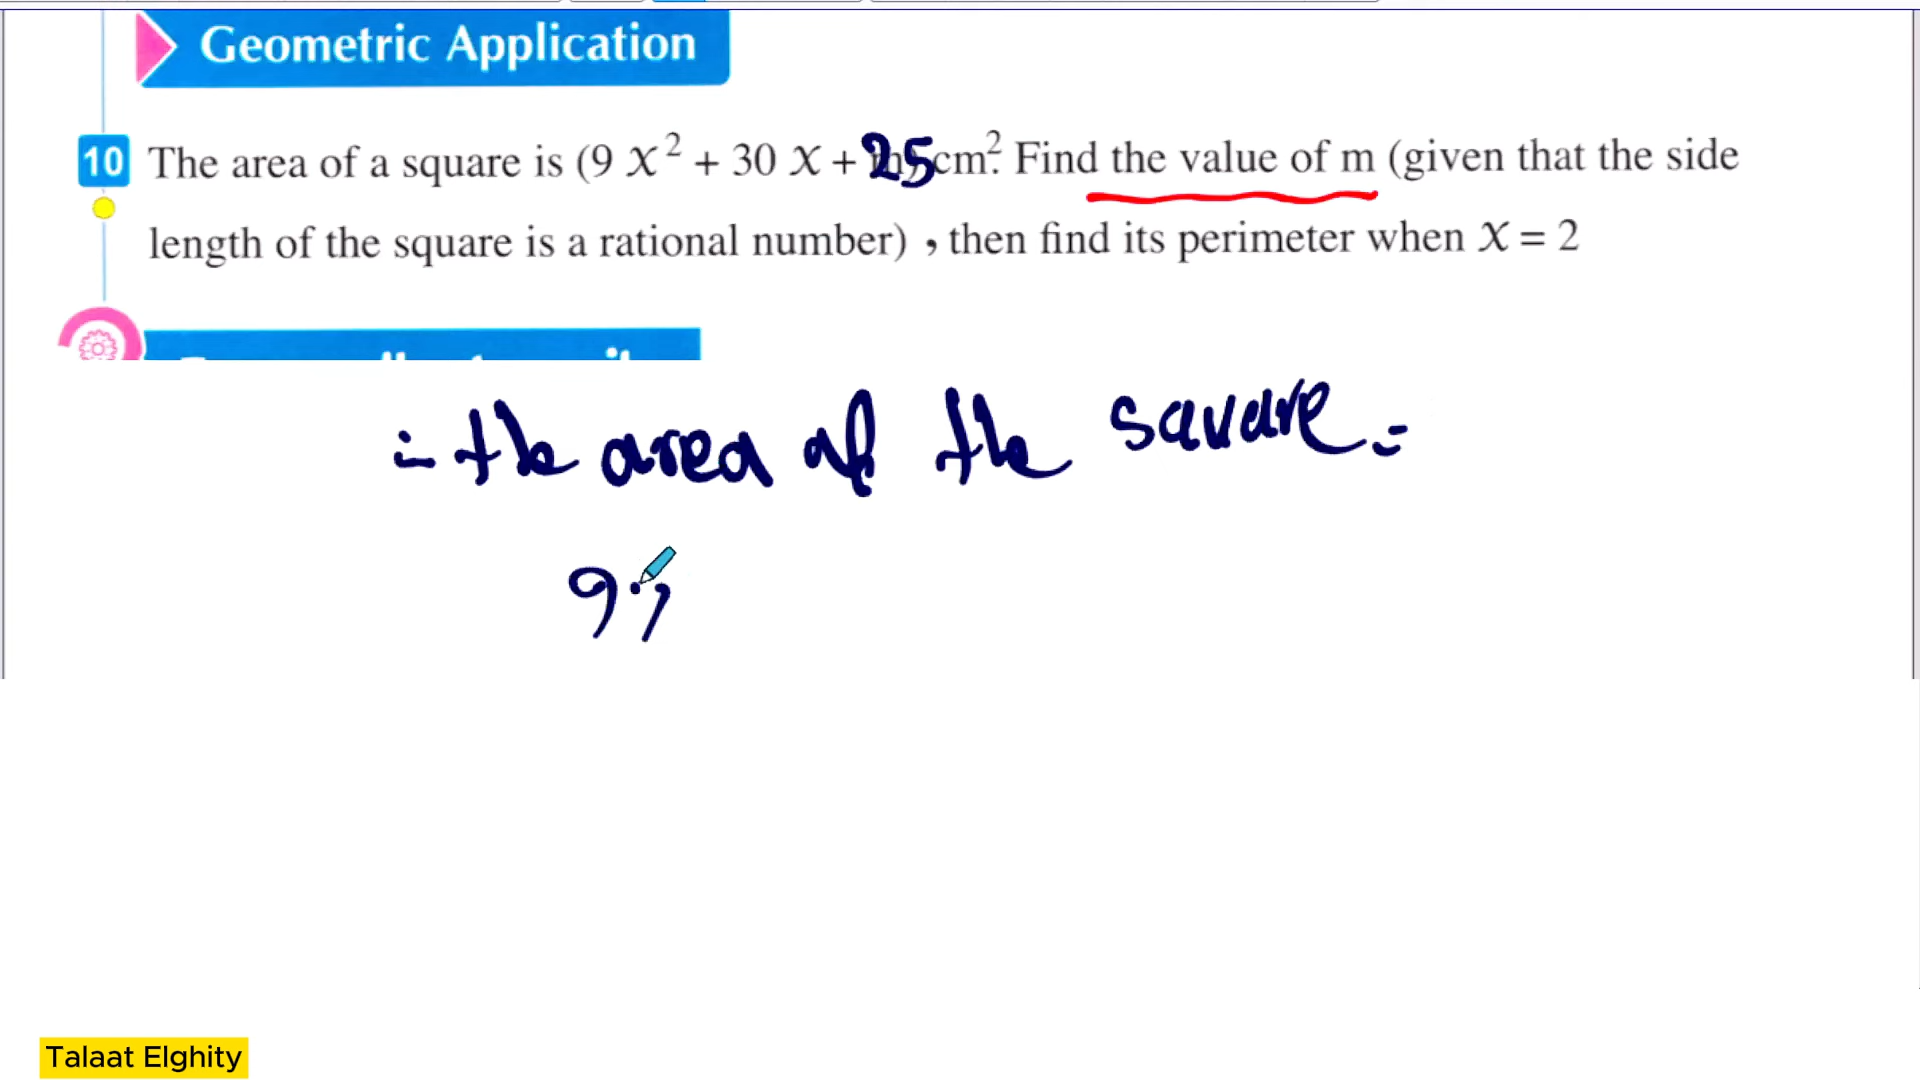 Geometric Application
10 The area of a square is (9 X² + 30 X + 25 cm². Find the value of m (given that the side
length of the square is a rational number) , then find its perimeter when X = 2
∴ the area of the square =
9x
Talaat Elghity